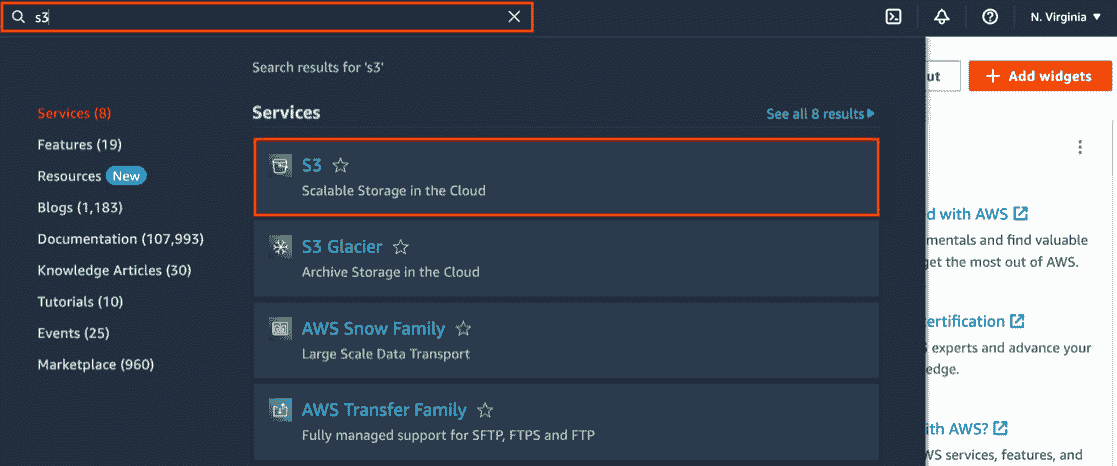 s3
N. Virginia
Search results for 's3'
Services (8)
Features (19)
Resources New
Blogs (1,183)
Documentation (107,993)
Knowledge Articles (30)
Tutorials (10)
Events (25)
Marketplace (960)
Services
See all 8 results
S3
Scalable Storage in the Cloud
S3 Glacier
Archive Storage in the Cloud
AWS Snow Family
Large Scale Data Transport
AWS Transfer Family
Fully managed support for SFTP, FTPS and FTP
ut
+ Add widgets
d with AWS
mentals and find valuable
get the most out of AWS.
ertification
experts and advance your
edge.
ith AWS?
WS services, features, and